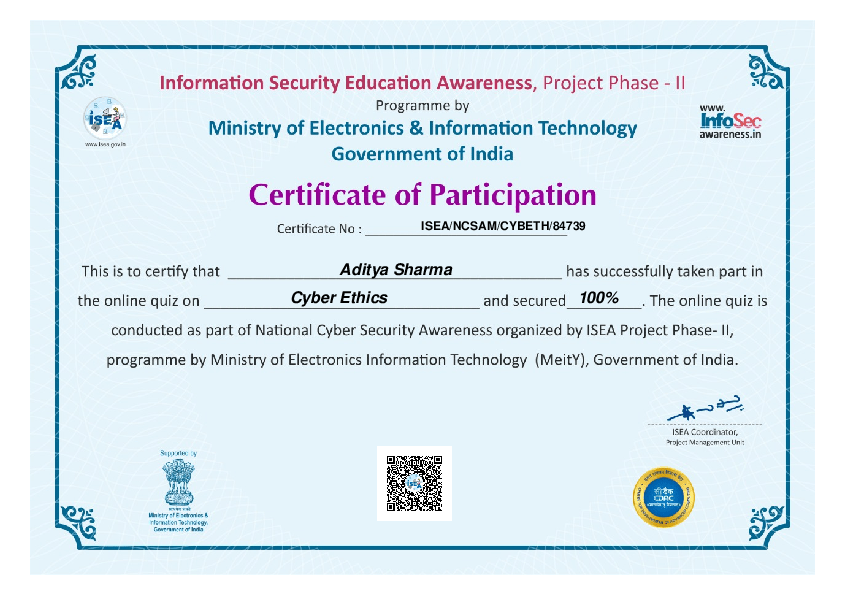 Information Security Education Awareness, Project Phase - II
Programme by
Ministry of Electronics & Information Technology
Government of India
ISEA
www.isea.gov.in
www.
InfoSec
awareness.in
Certificate of Participation
Certificate No : ISEA/NCSAM/CYBETH/84739
This is to certify that Aditya Sharma has successfully taken part in
the online quiz on Cyber Ethics and secured 100% . The online quiz is
conducted as part of National Cyber Security Awareness organized by ISEA Project Phase- II,
programme by Ministry of Electronics Information Technology (MeitY), Government of India.
ISEA Coordinator,
Project Management Unit
Supported by
Ministry of Electronics &
Information Technology,
Government of India
सी डैक
CDAC